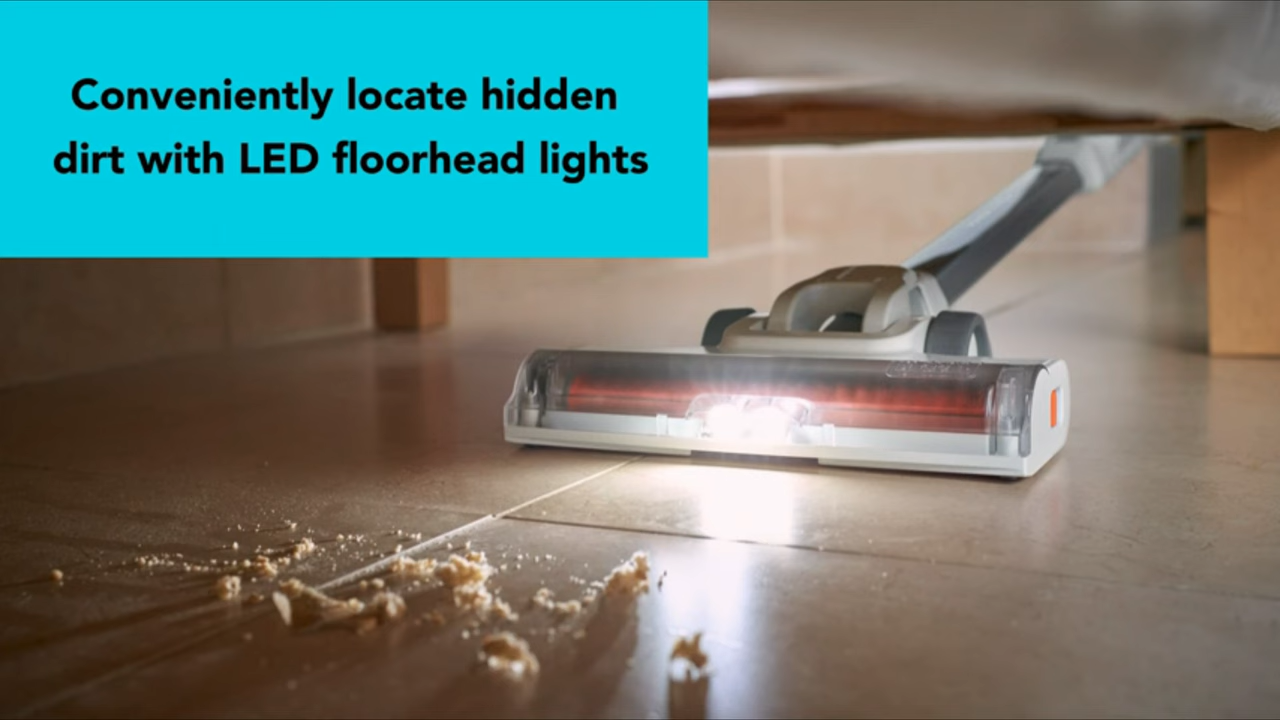 Conveniently locate hidden
dirt with LED floorhead lights